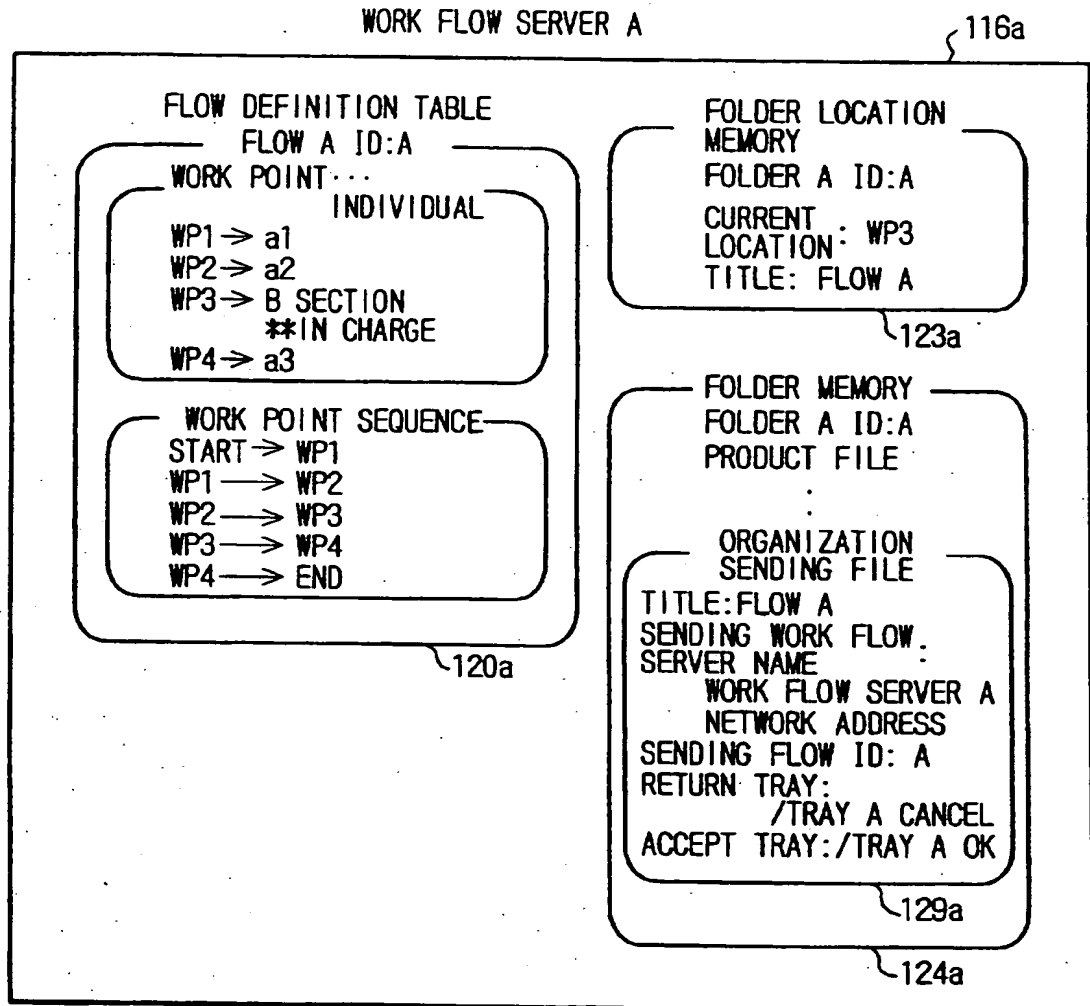 WORK FLOW SERVER A
116a
FLOW DEFINITION TABLE
FLOW A ID:A
WORK POINT···
INDIVIDUAL
WP1→ a1
WP2→ a2
WP3→ B SECTION
**IN CHARGE
WP4→ a3
WORK POINT SEQUENCE
START→ WP1
WP1→ WP2
WP2→ WP3
WP3→ WP4
WP4→ END
120a
FOLDER LOCATION
MEMORY
FOLDER A ID:A
CURRENT
LOCATION: WP3
TITLE: FLOW A
123a
FOLDER MEMORY
FOLDER A ID:A
PRODUCT FILE
:
ORGANIZATION
SENDING FILE
TITLE:FLOW A
SENDING WORK FLOW
SERVER NAME :
WORK FLOW SERVER A
NETWORK ADDRESS
SENDING FLOW ID: A
RETURN TRAY:
/TRAY A CANCEL
ACCEPT TRAY:/TRAY A OK
129a
124a